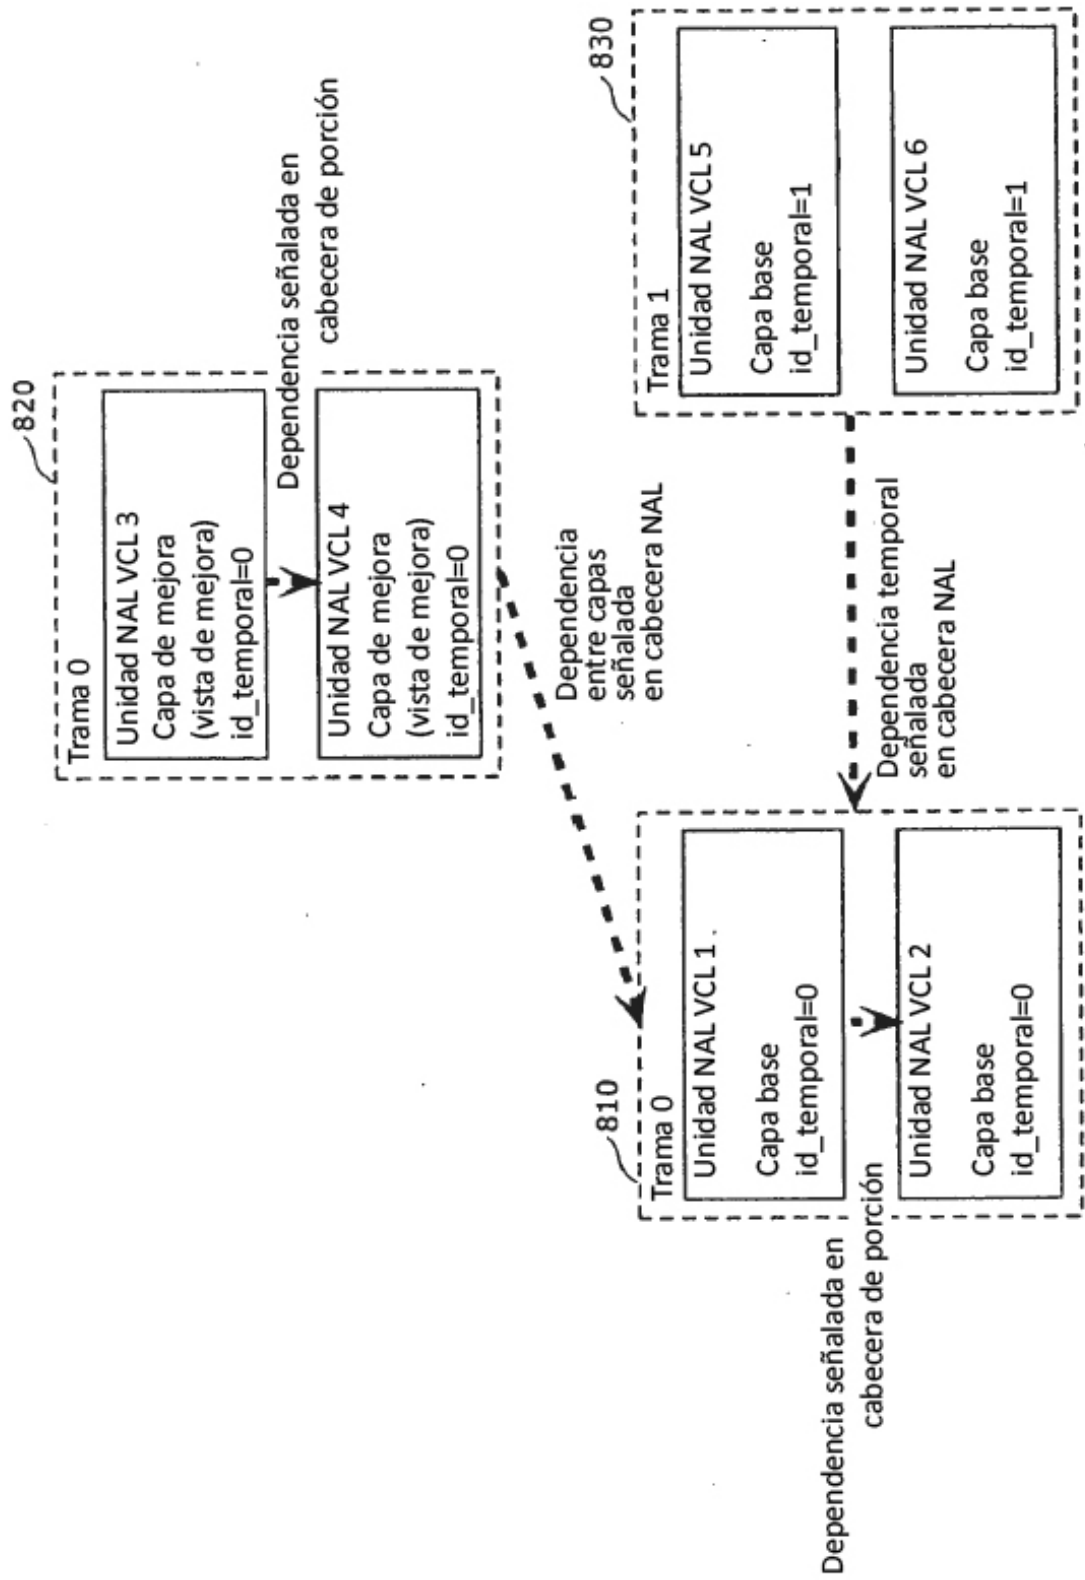 820
Trama 0
Unidad NAL VCL 3
Capa de mejora
(vista de mejora)
id_temporal=0
Dependencia señalada en
cabecera de porción
Unidad NAL VCL 4
Capa de mejora
(vista de mejora)
id_temporal=0
Dependencia
entre capas
señalada
en cabecera NAL
810
Trama 0
Unidad NAL VCL 1
Capa base
id_temporal=0
Dependencia señalada en
cabecera de porción
Unidad NAL VCL 2
Capa base
id_temporal=0
Dependencia temporal
señalada
en cabecera NAL
830
Trama 1
Unidad NAL VCL 5
Capa base
id_temporal=1
Unidad NAL VCL 6
Capa base
id_temporal=1